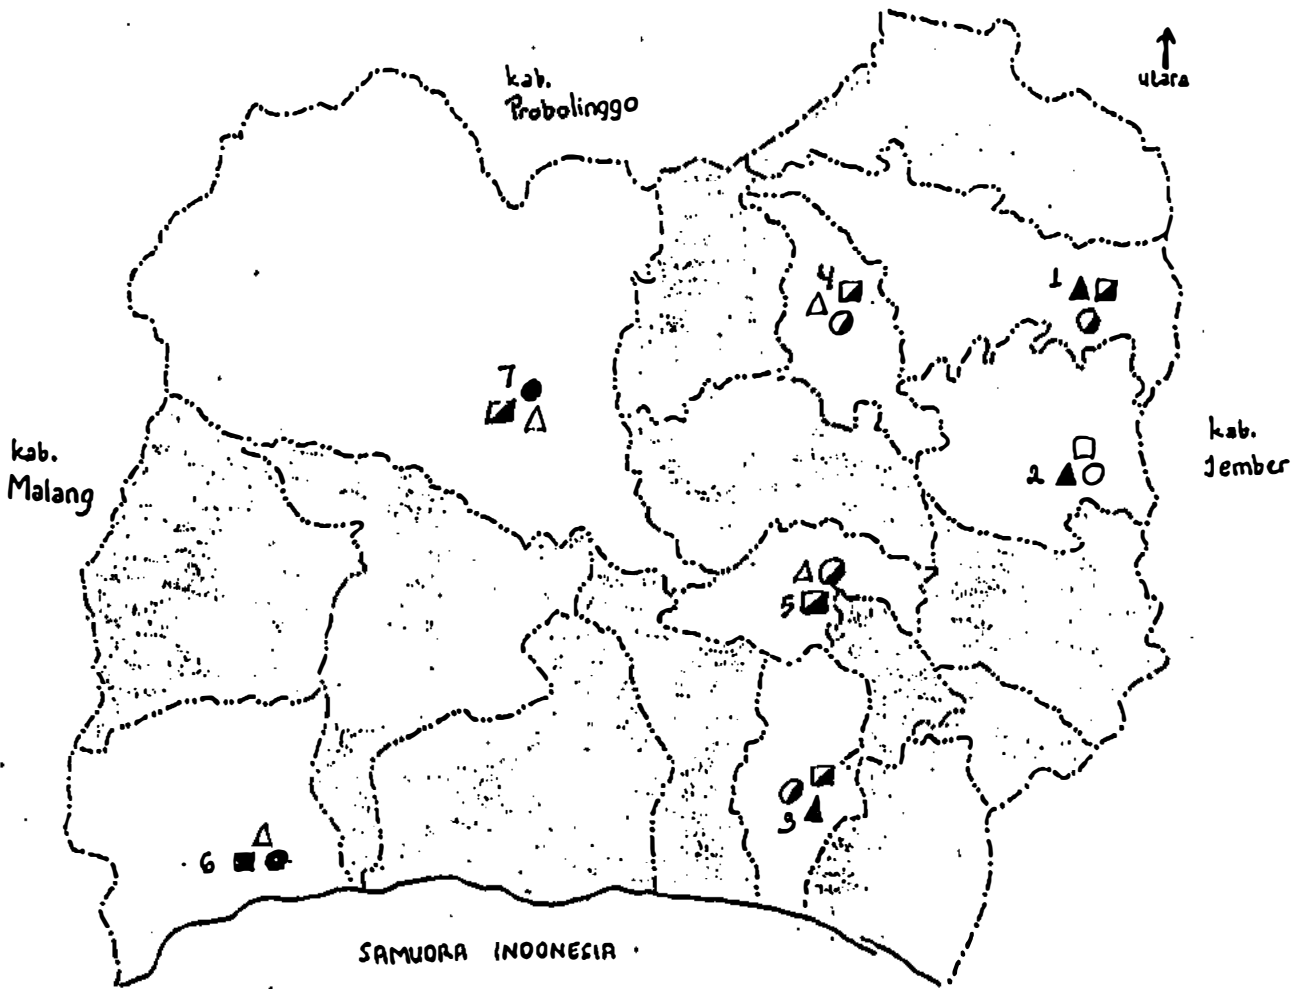 kab.
Probolinggo
utara
4
1
7
kab.
Malang
kab.
Jember
2
5
3
6
SAMUDRA INDONESIA